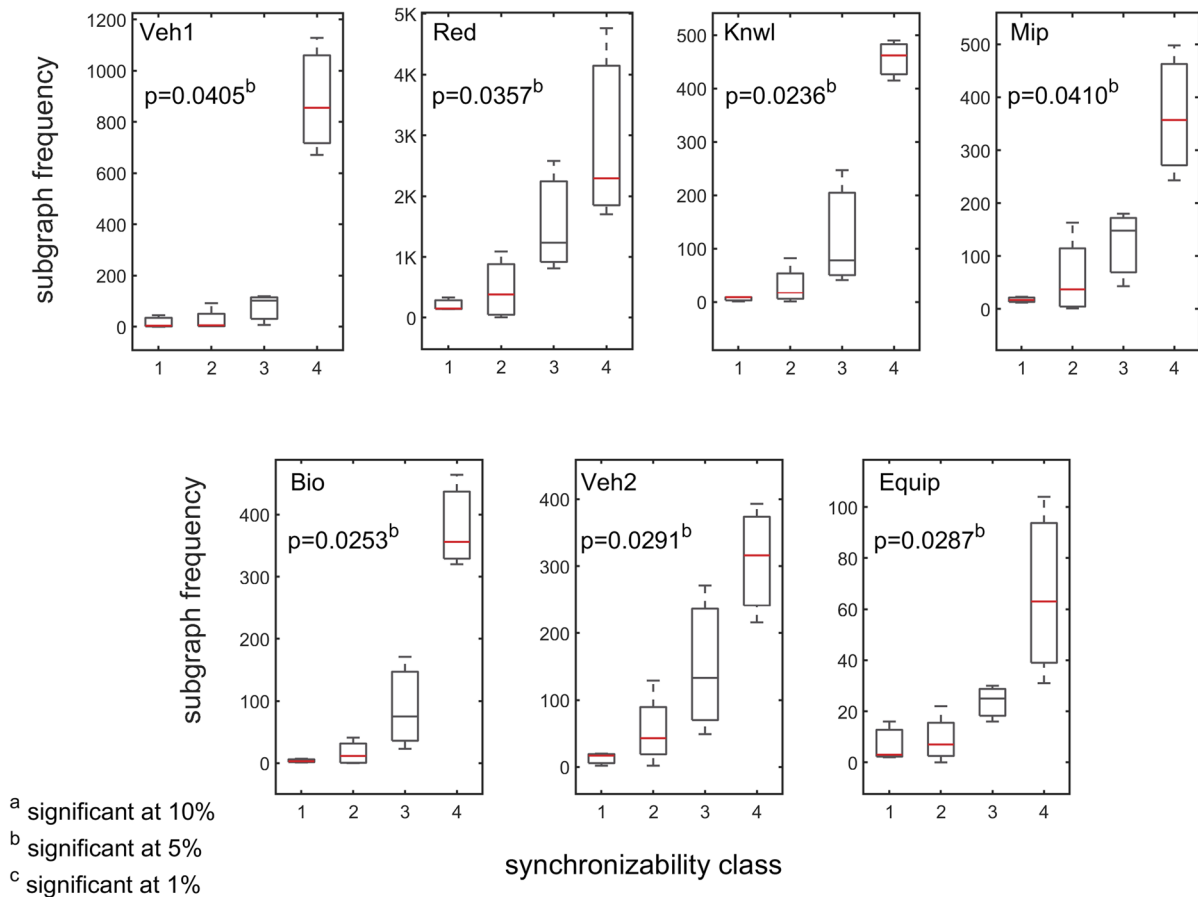 Veh1
p=0.0405b
1200
1000
800
600
400
200
0
1 2 3 4
Red
p=0.0357b
5K
4K
3K
2K
1K
0
1 2 3 4
Knwl
p=0.0236b
500
400
300
200
100
0
1 2 3 4
Mip
p=0.0410b
500
400
300
200
100
0
1 2 3 4
subgraph frequency
Bio
p=0.0253b
400
300
200
100
0
1 2 3 4
Veh2
p=0.0291b
400
300
200
100
0
1 2 3 4
Equip
p=0.0287b
100
80
60
40
20
0
1 2 3 4
subgraph frequency
synchronizability class
a significant at 10%
b significant at 5%
c significant at 1%